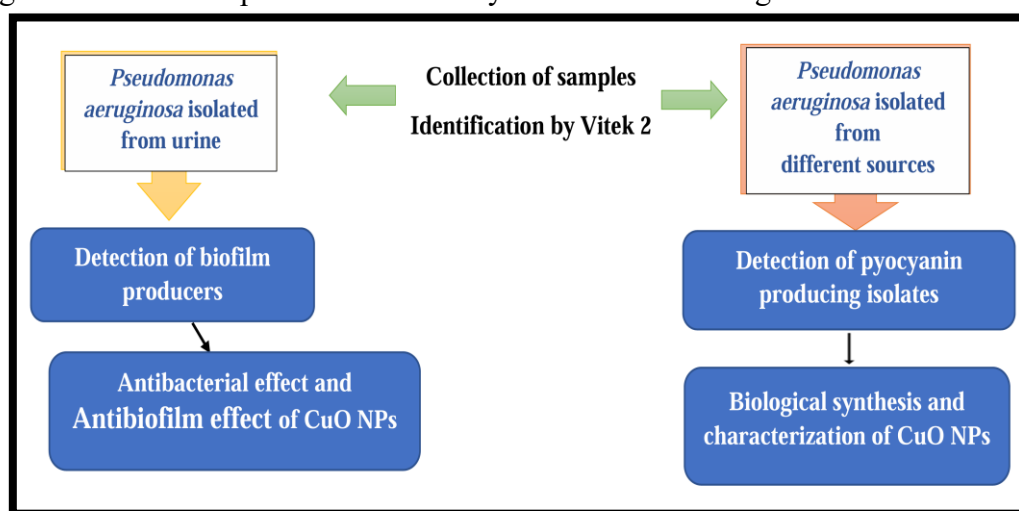 Collection of samples
Identification by Vitek 2
Pseudomonas
aeruginosa isolated
from urine
Detection of biofilm
producers
Antibacterial effect and
Antibiofilm effect of CuO NPs
Pseudomonas
aeruginosa isolated
from
different sources
Detection of pyocyanin
producing isolates
Biological synthesis and
characterization of CuO NPs